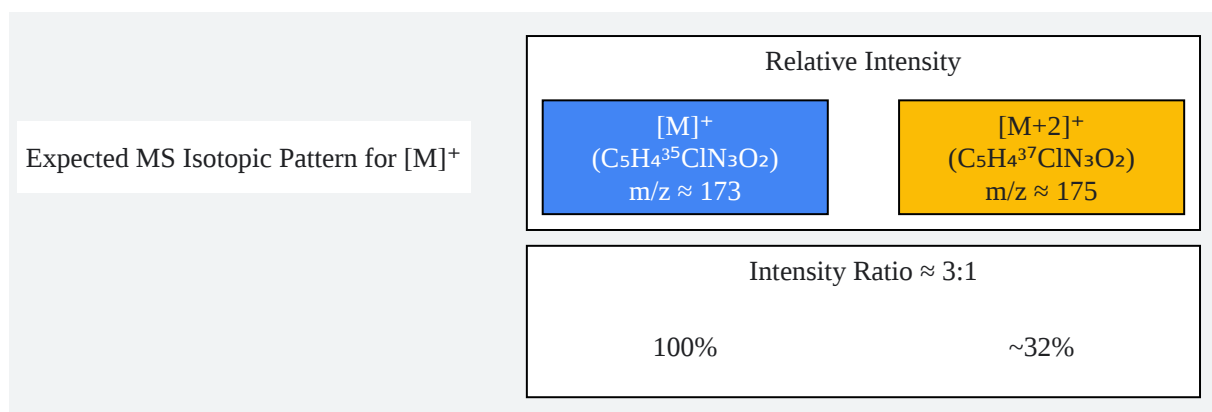 Relative Intensity
[M]⁺
(C₅H₄³⁵ClN₃O₂)
m/z ≈ 173
[M+2]⁺
(C₅H₄³⁷ClN₃O₂)
m/z ≈ 175
Expected MS Isotopic Pattern for [M]⁺
Intensity Ratio ≈ 3:1
100%
~32%